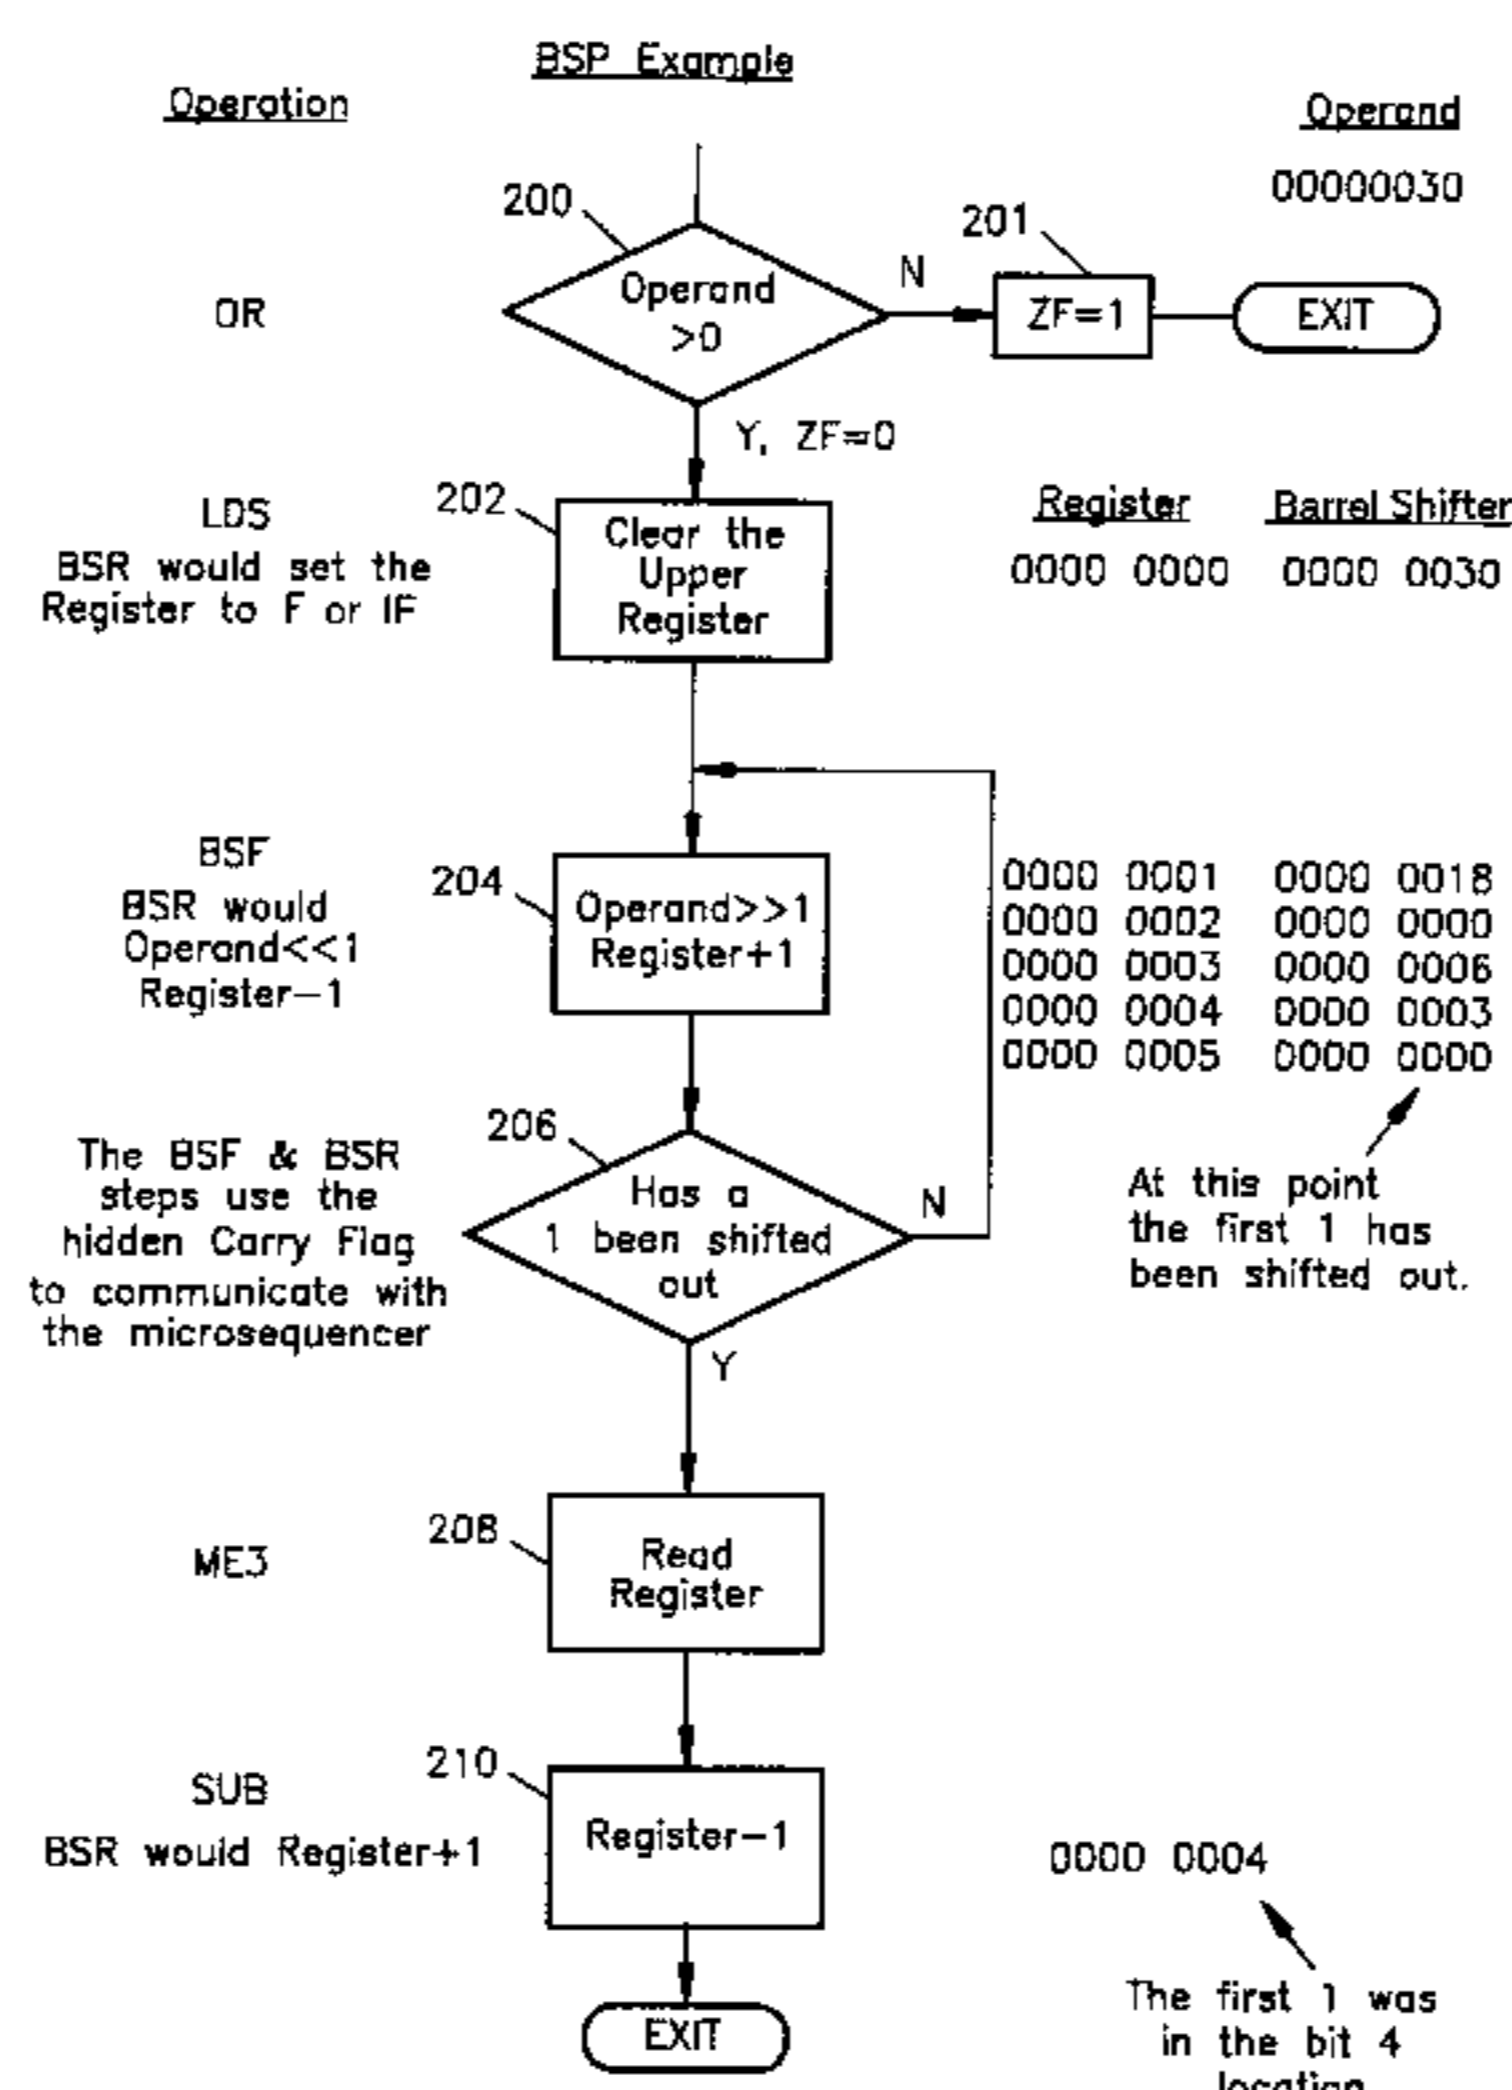 BSP Example
Operation
Operand
00000030
200
201
OR
Operand
>0
N
ZF=1
EXIT
Y, ZF=0
LDS
BSR would set the
Register to F or IF
202
Clear the
Upper
Register
Register Barrel Shifter
0000 0000 0000 0030
BSF
BSR would
Operand<<1
Register-1
204
Operand>>1
Register+1
0000 0001 0000 0018
0000 0002 0000 0000
0000 0003 0000 0006
0000 0004 0000 0003
0000 0005 0000 0000
The BSF & BSR
steps use the
hidden Carry Flag
to communicate with
the microsequencer
206
Has a
1 been shifted
out
N
Y
At this point
the first 1 has
been shifted out.
ME3
208
Read
Register
SUB
BSR would Register+1
210
Register-1
0000 0004
EXIT
The first 1 was
in the bit 4
location